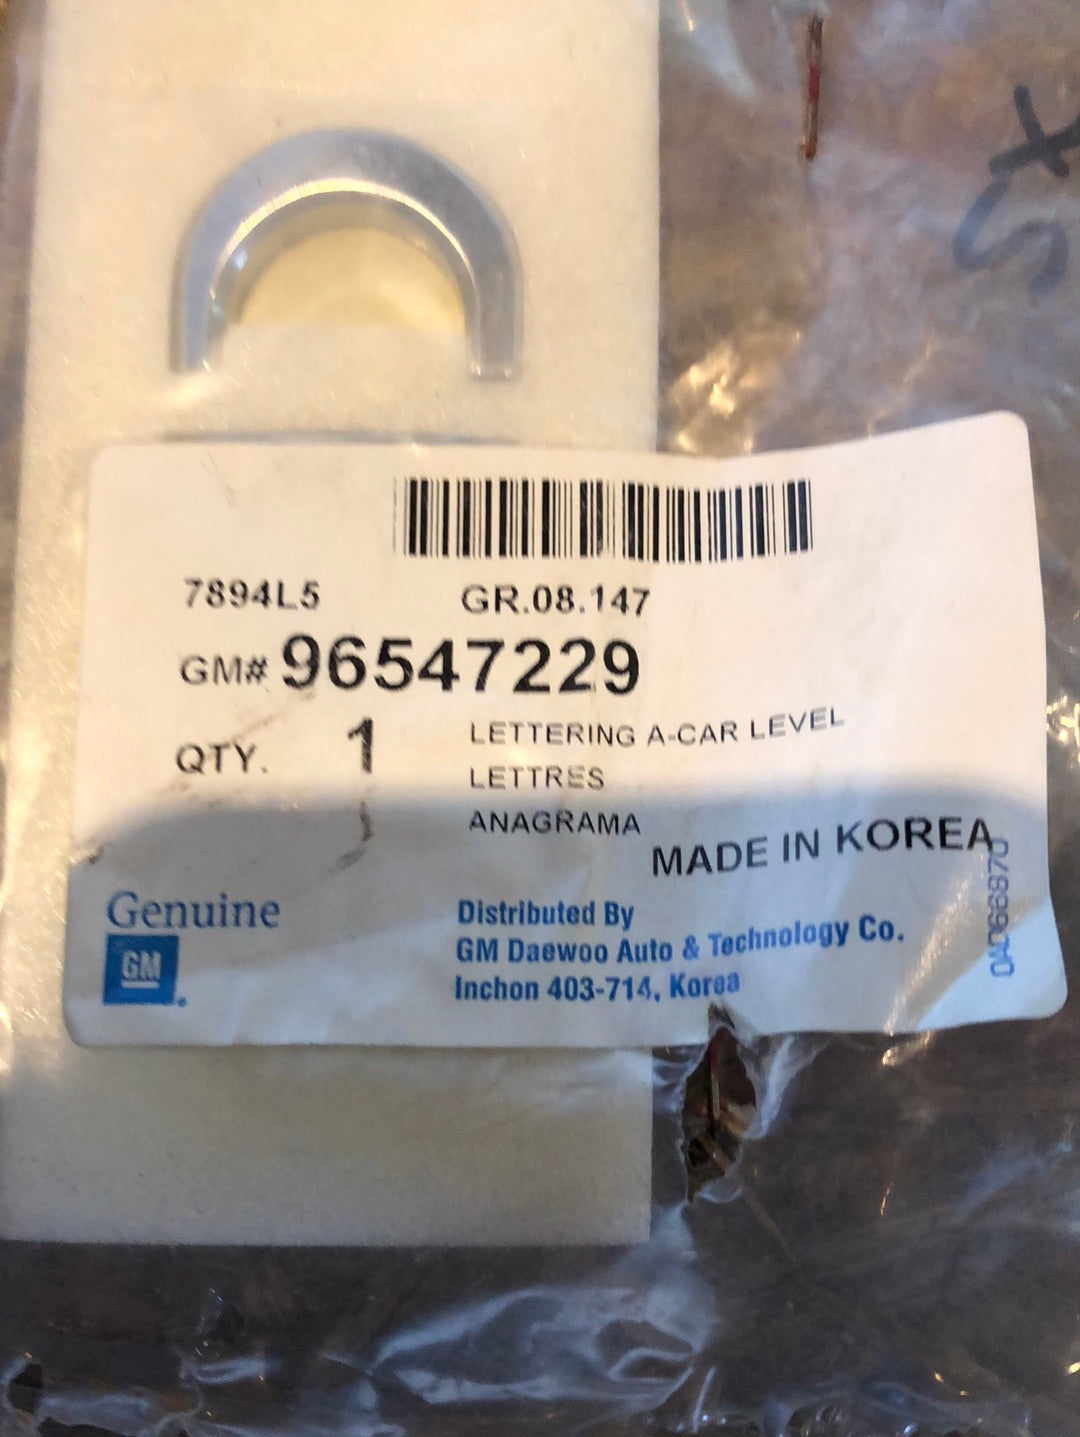 SX
7894L5 GR.08.147
GM# 96547229
QTY. 1 LETTERING A-CAR LEVEL
LETTRES
ANAGRAMA
MADE IN KOREA
Genuine
GM
Distributed By
GM Daewoo Auto & Technology Co.
Inchon 403-714, Korea